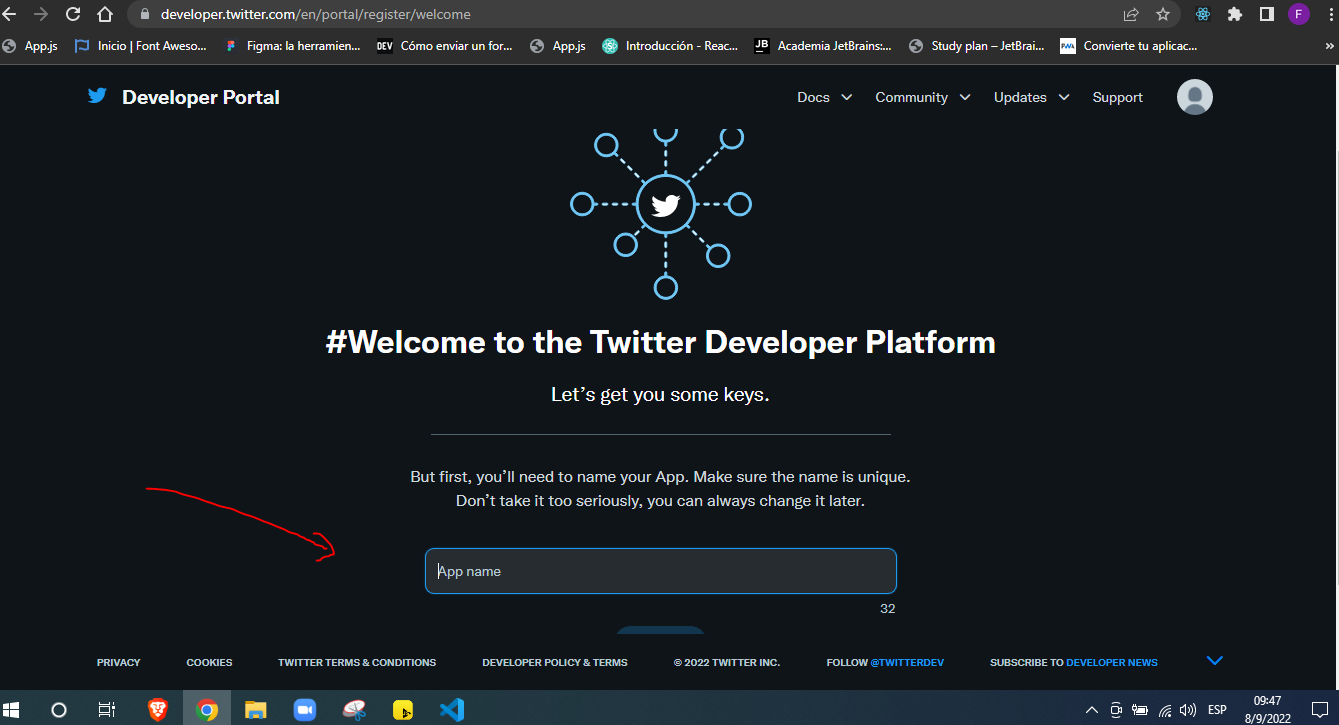 developer.twitter.com/en/portal/register/welcome
F
App.js
Inicio | Font Aweso...
Figma: la herramien...
DEV
Cómo enviar un for...
App.js
Introducción - Reac...
JB
Academia JetBrains:...
Study plan – JetBrai...
PWA
Convierte tu aplicac...
»
Developer Portal
Docs
Community
Updates
Support
#Welcome to the Twitter Developer Platform
Let’s get you some keys.
But first, you’ll need to name your App. Make sure the name is unique.
Don’t take it too seriously, you can always change it later.
App name
32
PRIVACY
COOKIES
TWITTER TERMS & CONDITIONS
DEVELOPER POLICY & TERMS
© 2022 TWITTER INC.
FOLLOW @TWITTERDEV
SUBSCRIBE TO DEVELOPER NEWS
ESP
09:47
8/9/2022